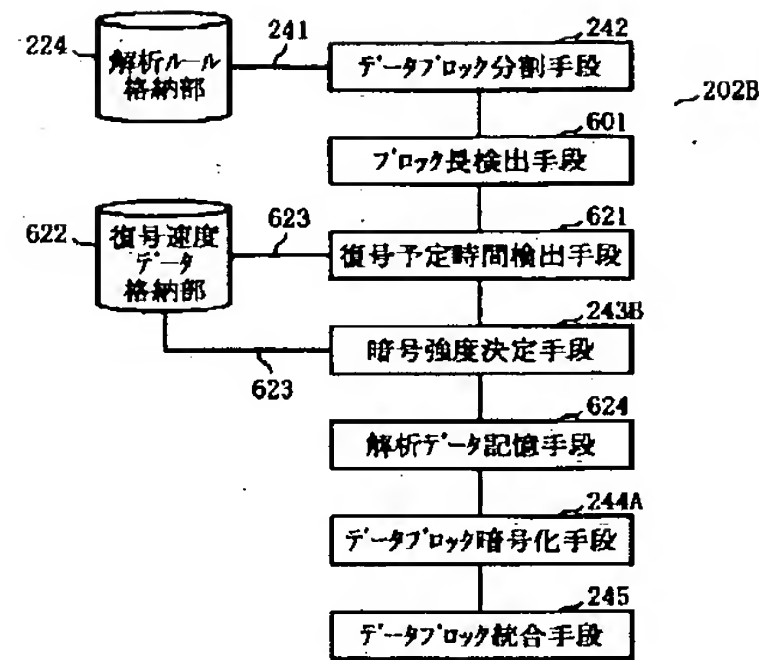 224
解析ルール
格納部
241
242
データブロック分割手段
202B
601
ブロック長検出手段
622
復号速度
データ
格納部
623
621
復号予定時間検出手段
623
243B
暗号強度決定手段
624
解析データ記憶手段
244A
データブロック暗号化手段
245
データブロック統合手段